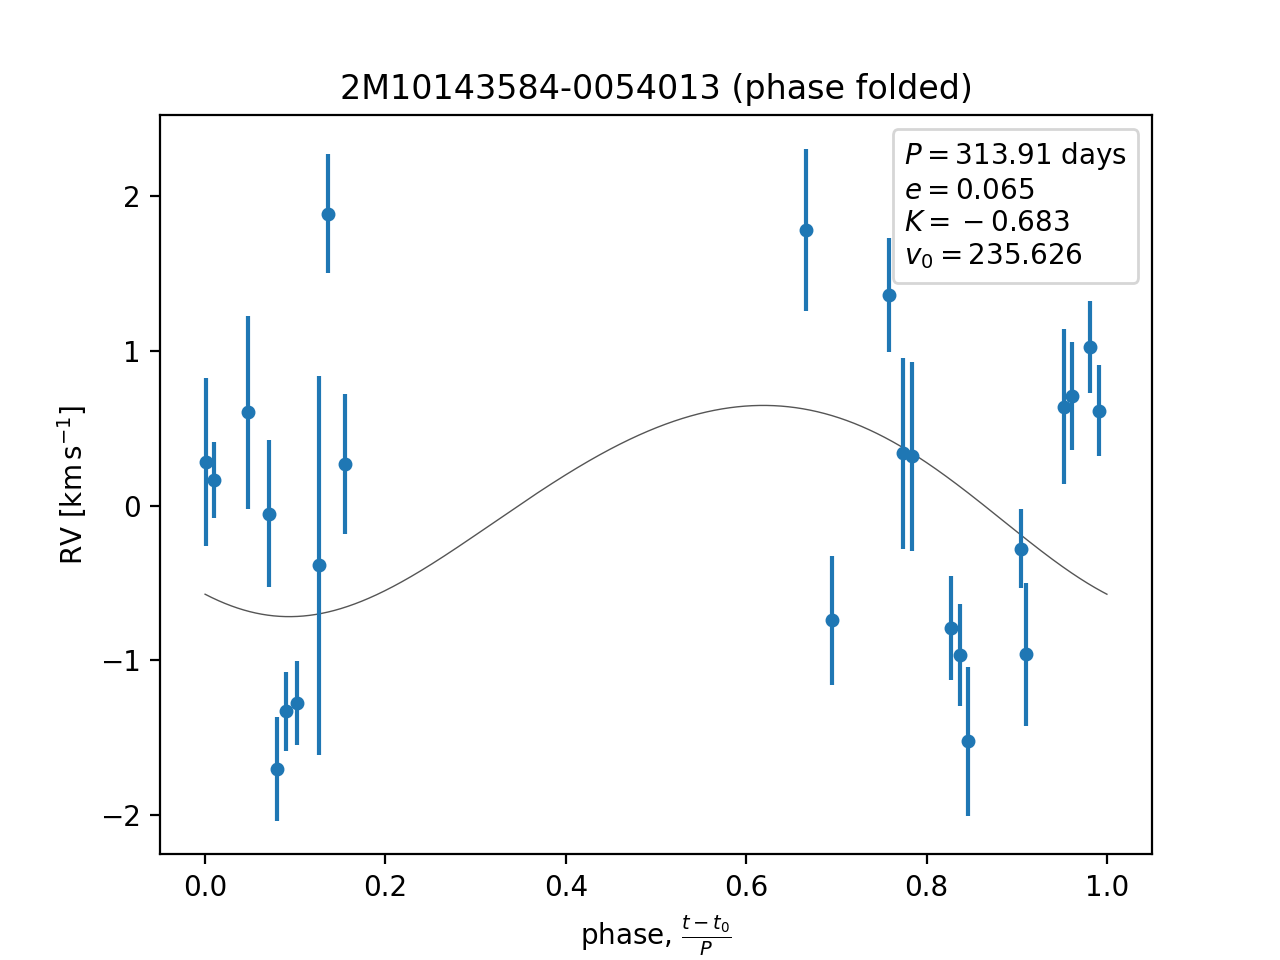 2M10143584-0054013 (phase folded)
P = 313.91 days
e = 0.065
K = −0.683
v₀ = 235.626
RV [km s⁻¹]
2
1
0
−1
−2
0.0 0.2 0.4 0.6 0.8 1.0
phase, (t − t₀)/P